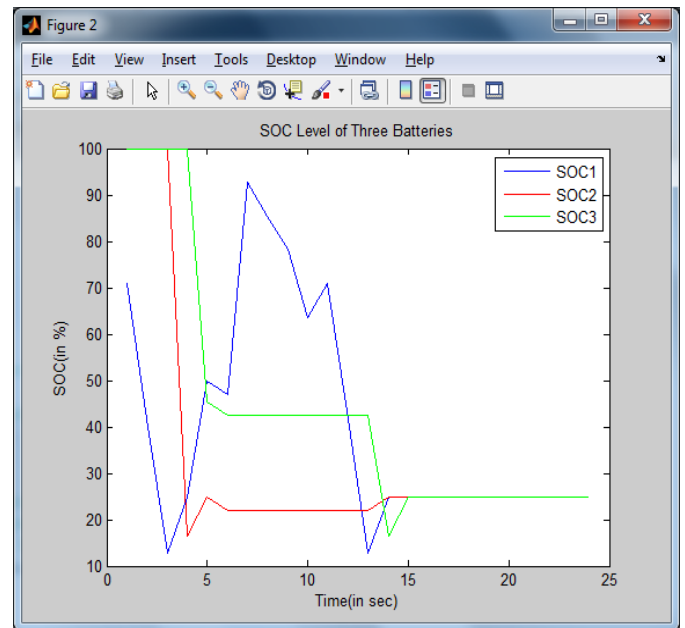 Figure 2
File Edit View Insert Tools Desktop Window Help
SOC Level of Three Batteries
100
90
80
70
60
50
40
30
20
10
SOC(in %)
SOC1
SOC2
SOC3
0 5 10 15 20 25
Time(in sec)